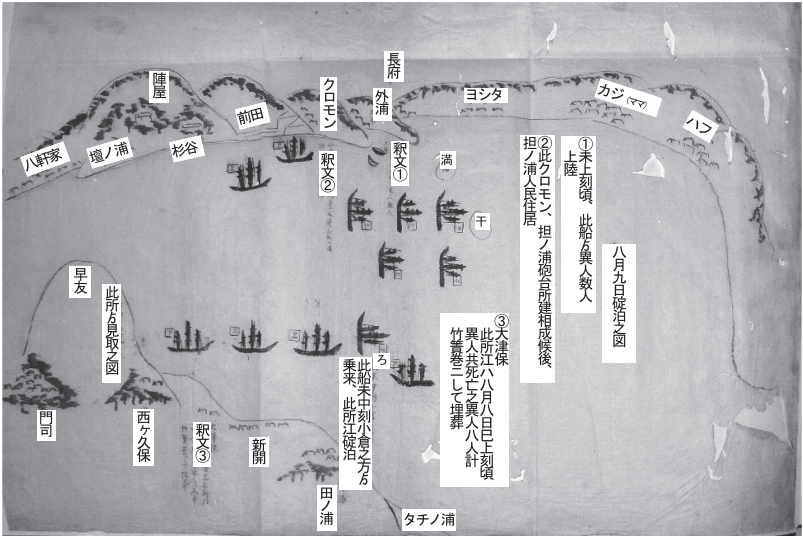 長府
陣屋
クロモン
外浦
ヨシタ
カジ（ママ）
ハフ
前田
杉谷
壇ノ浦
八軒家
釈文②
釈文①
満
干
①未上刻頃、此船ゟ異人数人
上陸
②此クロモン、担ノ浦砲台所建相成候後、
担ノ浦人民住居
八月九日碇泊之図
③大津保
此所江八八月八日巳上刻頃
異人共死亡之異人八人計
竹簀巻ニして埋葬
早友
此所ゟ見取之図
ろ
此船未中刻小倉之方ゟ
乗来、此所江碇泊
門司
西ヶ久保
釈文③
新開
田ノ浦
タチノ浦